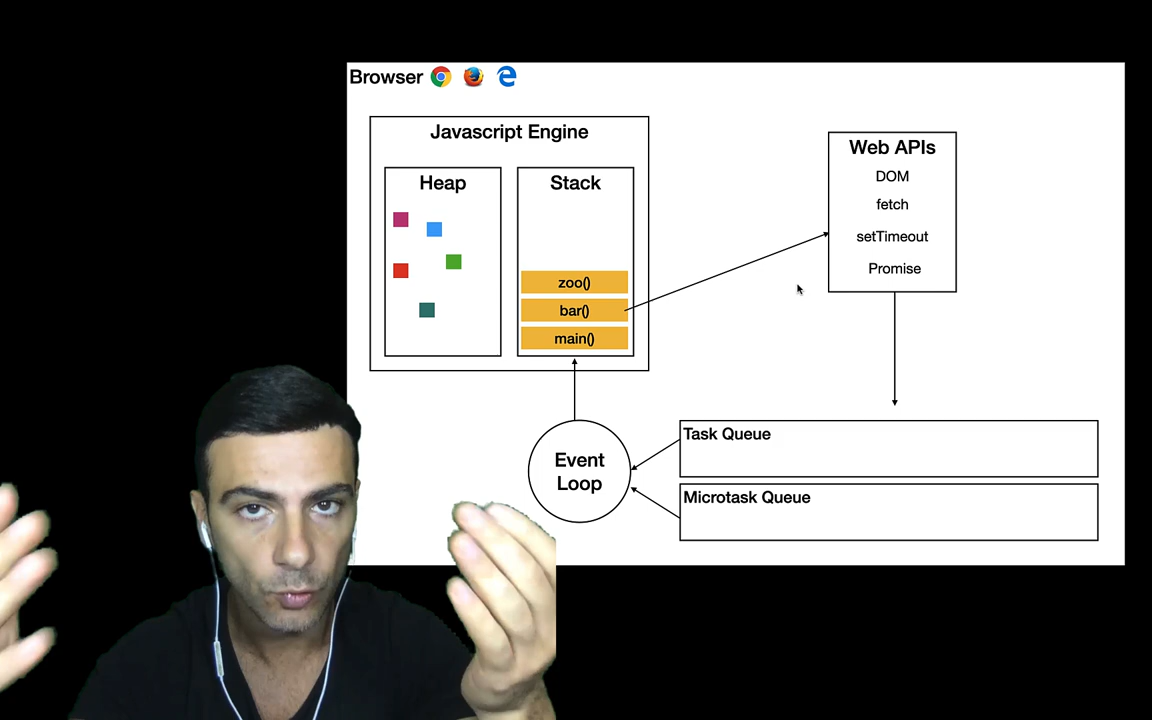 Browser
Javascript Engine
Heap
Stack
zoo()
bar()
main()
Web APIs
DOM
fetch
setTimeout
Promise
Event
Loop
Task Queue
Microtask Queue